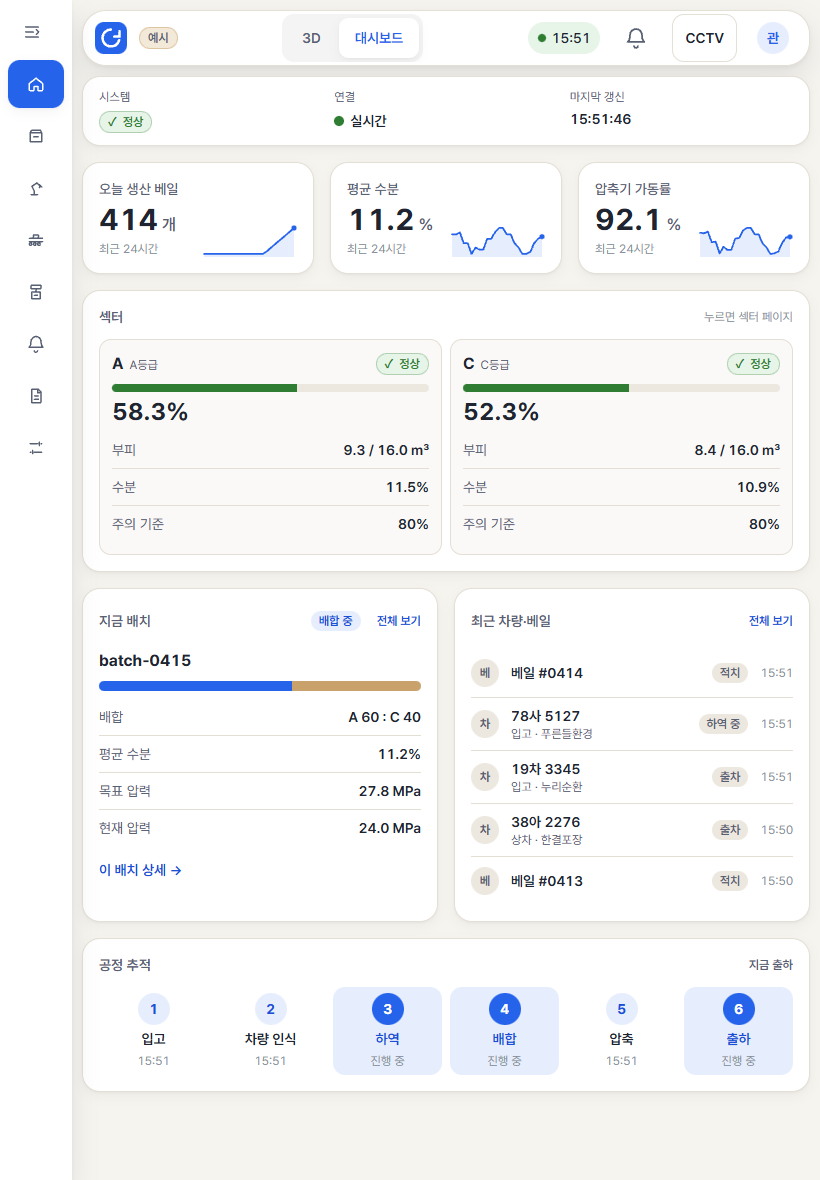 예시
3D
대시보드
15:51
CCTV
관
시스템
✓ 정상
연결
실시간
마지막 갱신
15:51:46
오늘 생산 베일
414 개
최근 24시간
평균 수분
11.2 %
최근 24시간
압축기 가동률
92.1 %
최근 24시간
섹터
누르면 섹터 페이지
A A등급
✓ 정상
58.3%
부피 9.3 / 16.0 m³
수분 11.5%
주의 기준 80%
C C등급
✓ 정상
52.3%
부피 8.4 / 16.0 m³
수분 10.9%
주의 기준 80%
지금 배치
배합 중
전체 보기
batch-0415
배합 A 60 : C 40
평균 수분 11.2%
목표 압력 27.8 MPa
현재 압력 24.0 MPa
이 배치 상세 →
최근 차량·베일
전체 보기
베 베일 #0414 적치 15:51
차 78사 5127 하역 중 15:51
입고 · 푸른들환경
차 19차 3345 출차 15:51
입고 · 누리순환
차 38아 2276 출차 15:50
상차 · 한결포장
베 베일 #0413 적치 15:50
공정 추적
지금 출하
1
입고
15:51
2
차량 인식
15:51
3
하역
진행 중
4
배합
진행 중
5
압축
15:51
6
출하
진행 중